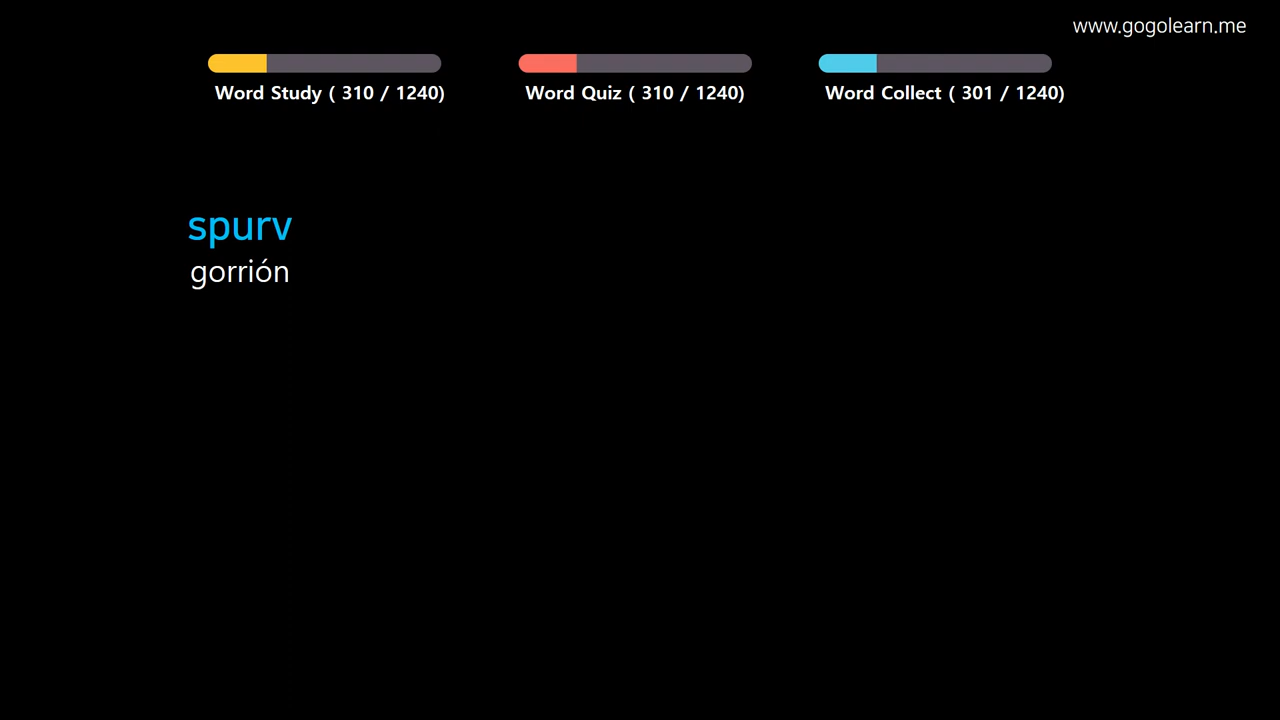 www.gogolearn.me
Word Study ( 310 / 1240)
Word Quiz ( 310 / 1240)
Word Collect ( 301 / 1240)
spurv
gorrión